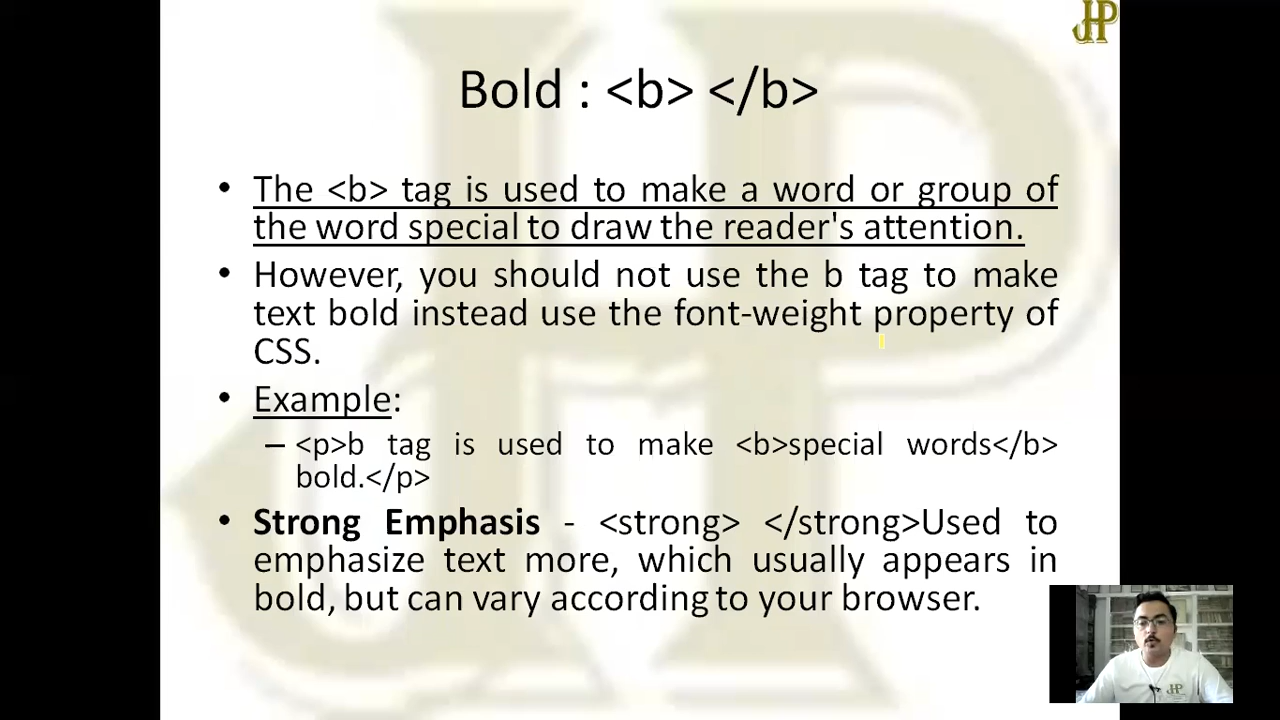 JHP
Bold : <b> </b>
• The <b> tag is used to make a word or group of
the word special to draw the reader's attention.
• However, you should not use the b tag to make
text bold instead use the font-weight property of
CSS.
• Example:
– <p>b tag is used to make <b>special words</b>
bold.</p>
• Strong Emphasis - <strong> </strong>Used to
emphasize text more, which usually appears in
bold, but can vary according to your browser.
JHP